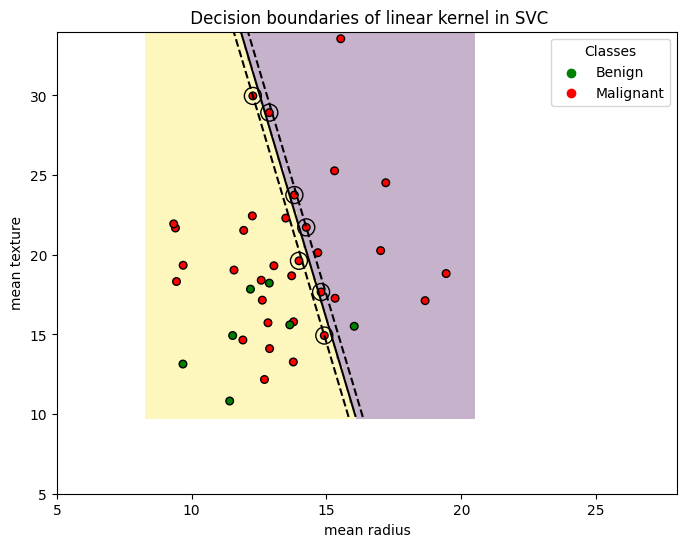 Decision boundaries of linear kernel in SVC
Classes
Benign
Malignant
30
25
20
15
10
5
mean texture
5
10
15
20
25
mean radius